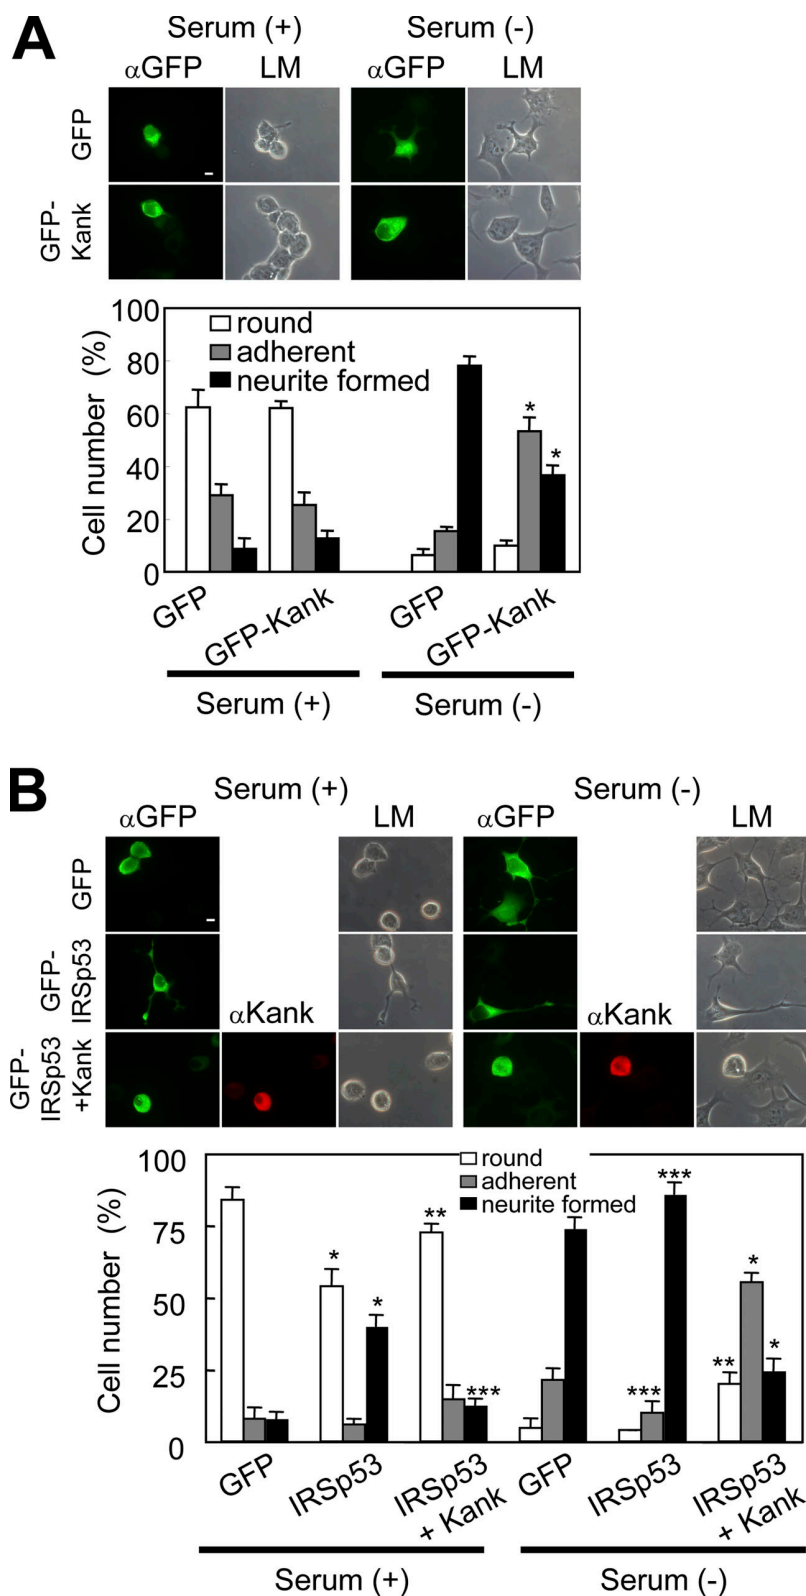 A
Serum (+)
Serum (-)
αGFP
LM
αGFP
LM
GFP
GFP-
Kank
Cell number (%)
100
80
60
40
20
0
round
adherent
neurite formed
*
*
GFP
GFP-Kank
GFP
GFP-Kank
Serum (+)
Serum (-)
B
Serum (+)
Serum (-)
αGFP
LM
αGFP
LM
GFP
GFP-
IRSp53
αKank
αKank
GFP-
IRSp53
+Kank
Cell number (%)
100
75
50
25
0
round
adherent
neurite formed
*
*
**
***
***
***
**
*
*
GFP
IRSp53
IRSp53
+ Kank
GFP
IRSp53
IRSp53
+ Kank
Serum (+)
Serum (-)